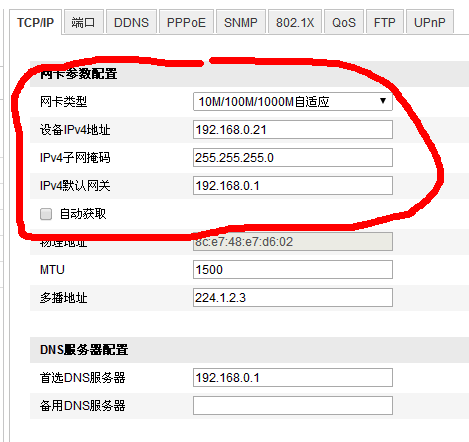 TCP/IP 端口 DDNS PPPoE SNMP 802.1X QoS FTP UPnP
网卡参数配置
网卡类型 10M/100M/1000M自适应
设备IPv4地址 192.168.0.21
IPv4子网掩码 255.255.255.0
IPv4默认网关 192.168.0.1
自动获取
物理地址 8c:e7:48:e7:d6:02
MTU 1500
多播地址 224.1.2.3
DNS服务器配置
首选DNS服务器 192.168.0.1
备用DNS服务器